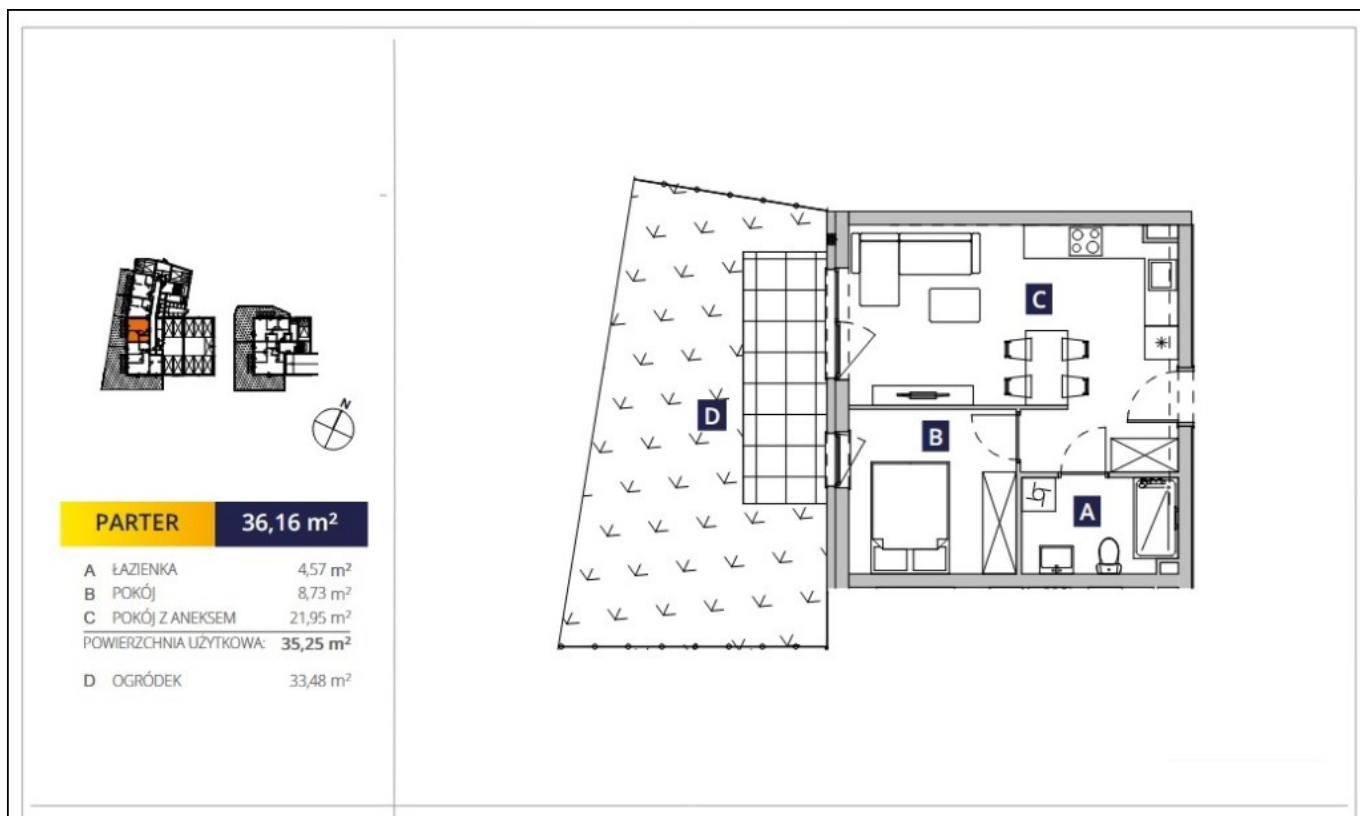 N
PARTER 36,16 m²
A ŁAZIENKA 4,57 m²
B POKÓJ 8,73 m²
C POKÓJ Z ANEKSEM 21,95 m²
POWIERZCHNIA UŻYTKOWA: 35,25 m²
D OGRÓDEK 33,48 m²
C
D
B
A